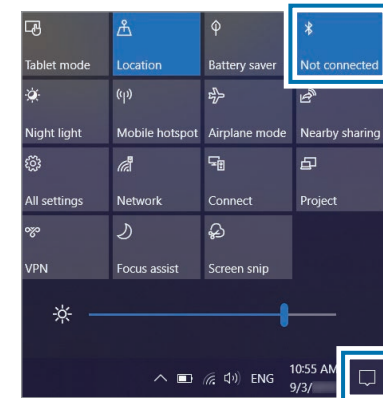 Tablet mode Location Battery saver Not connected
Night light Mobile hotspot Airplane mode Nearby sharing
All settings Network Connect Project
VPN Focus assist Screen snip
ENG 10:55 AM
9/3/